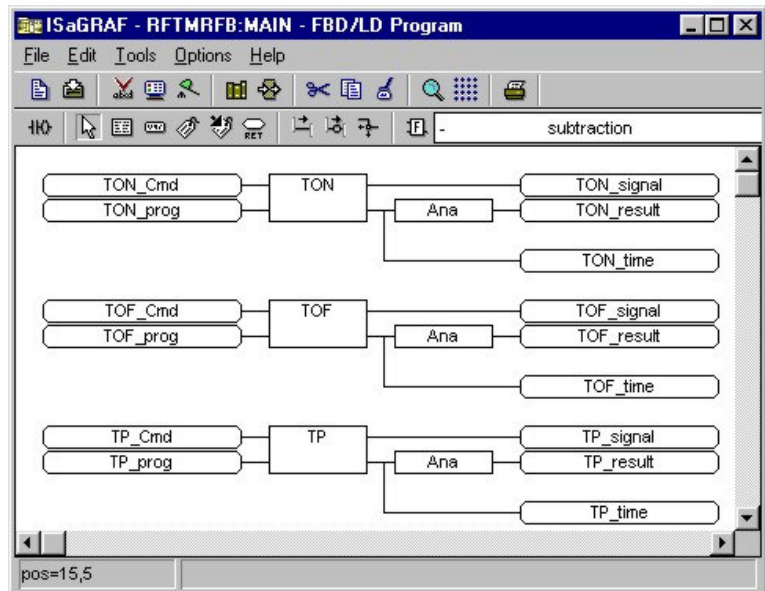 ISaGRAF - RFTMRFB:MAIN - FBD/LD Program
File Edit Tools Options Help
RET
F - subtraction
TON_Cmd TON TON_signal
TON_prog Ana TON_result
TON_time
TOF_Cmd TOF TOF_signal
TOF_prog Ana TOF_result
TOF_time
TP_Cmd TP TP_signal
TP_prog Ana TP_result
TP_time
pos=15,5